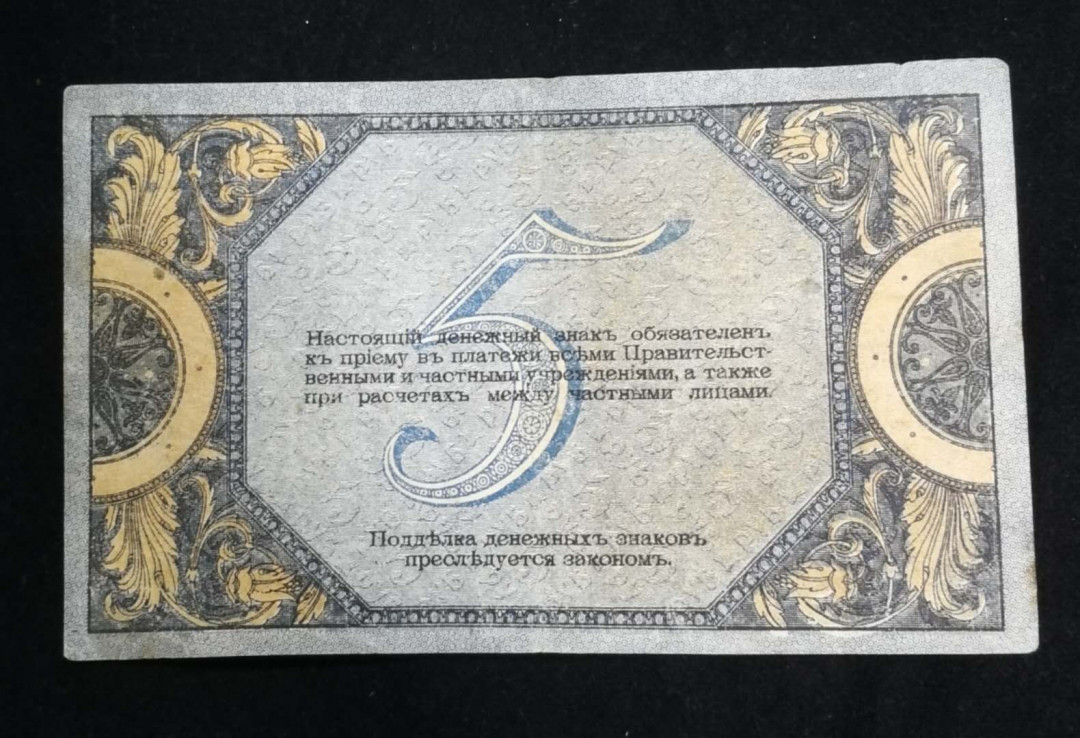 5
Настоящій денежный знакъ обязателенъ
къ пріему въ платежи всѣми Правительст-
венными и частными учрежденіями, а также
при расчетахъ между частными лицами.
Поддѣлка денежныхъ знаковъ
преслѣдуется закономъ.